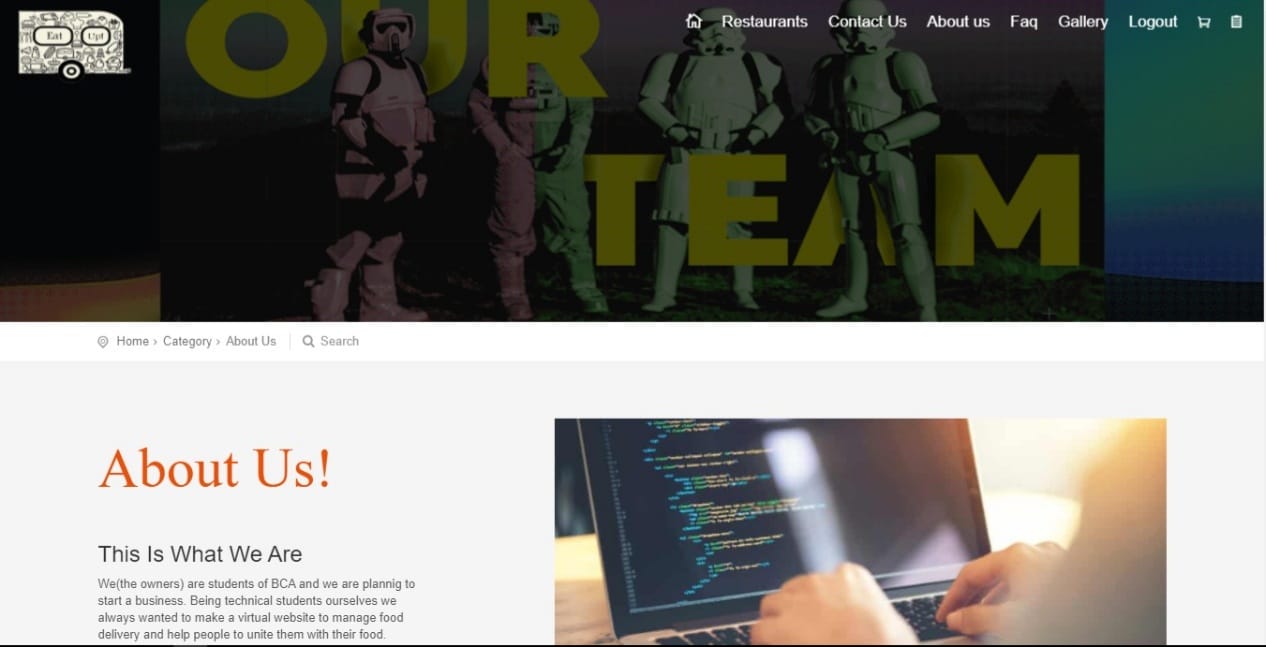 Eat Up!
Restaurants Contact Us About us Faq Gallery Logout
OUR
TEAM
Home › Category › About Us Search
About Us!
This Is What We Are
We(the owners) are students of BCA and we are plannig to
start a business. Being technical students ourselves we
always wanted to make a virtual website to manage food
delivery and help people to unite them with their food.